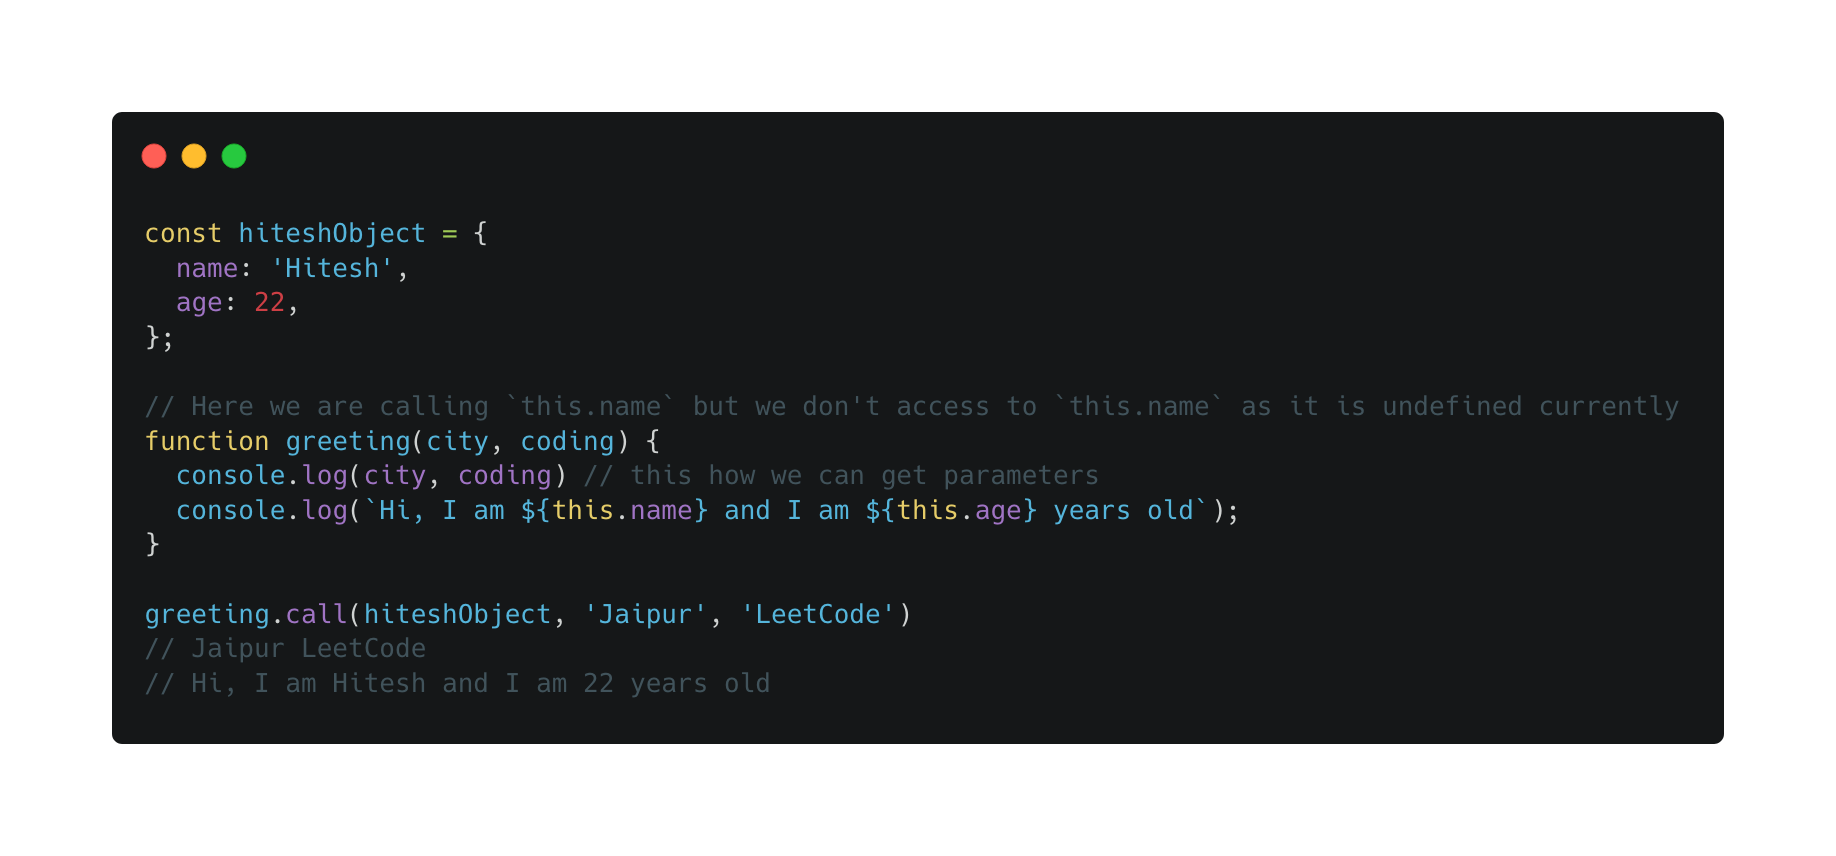 const hiteshObject = {
  name: 'Hitesh',
  age: 22,
};
// Here we are calling `this.name` but we don't access to `this.name` as it is undefined currently
function greeting(city, coding) {
  console.log(city, coding) // this how we can get parameters
  console.log(`Hi, I am ${this.name} and I am ${this.age} years old`);
}
greeting.call(hiteshObject, 'Jaipur', 'LeetCode')
// Jaipur LeetCode
// Hi, I am Hitesh and I am 22 years old